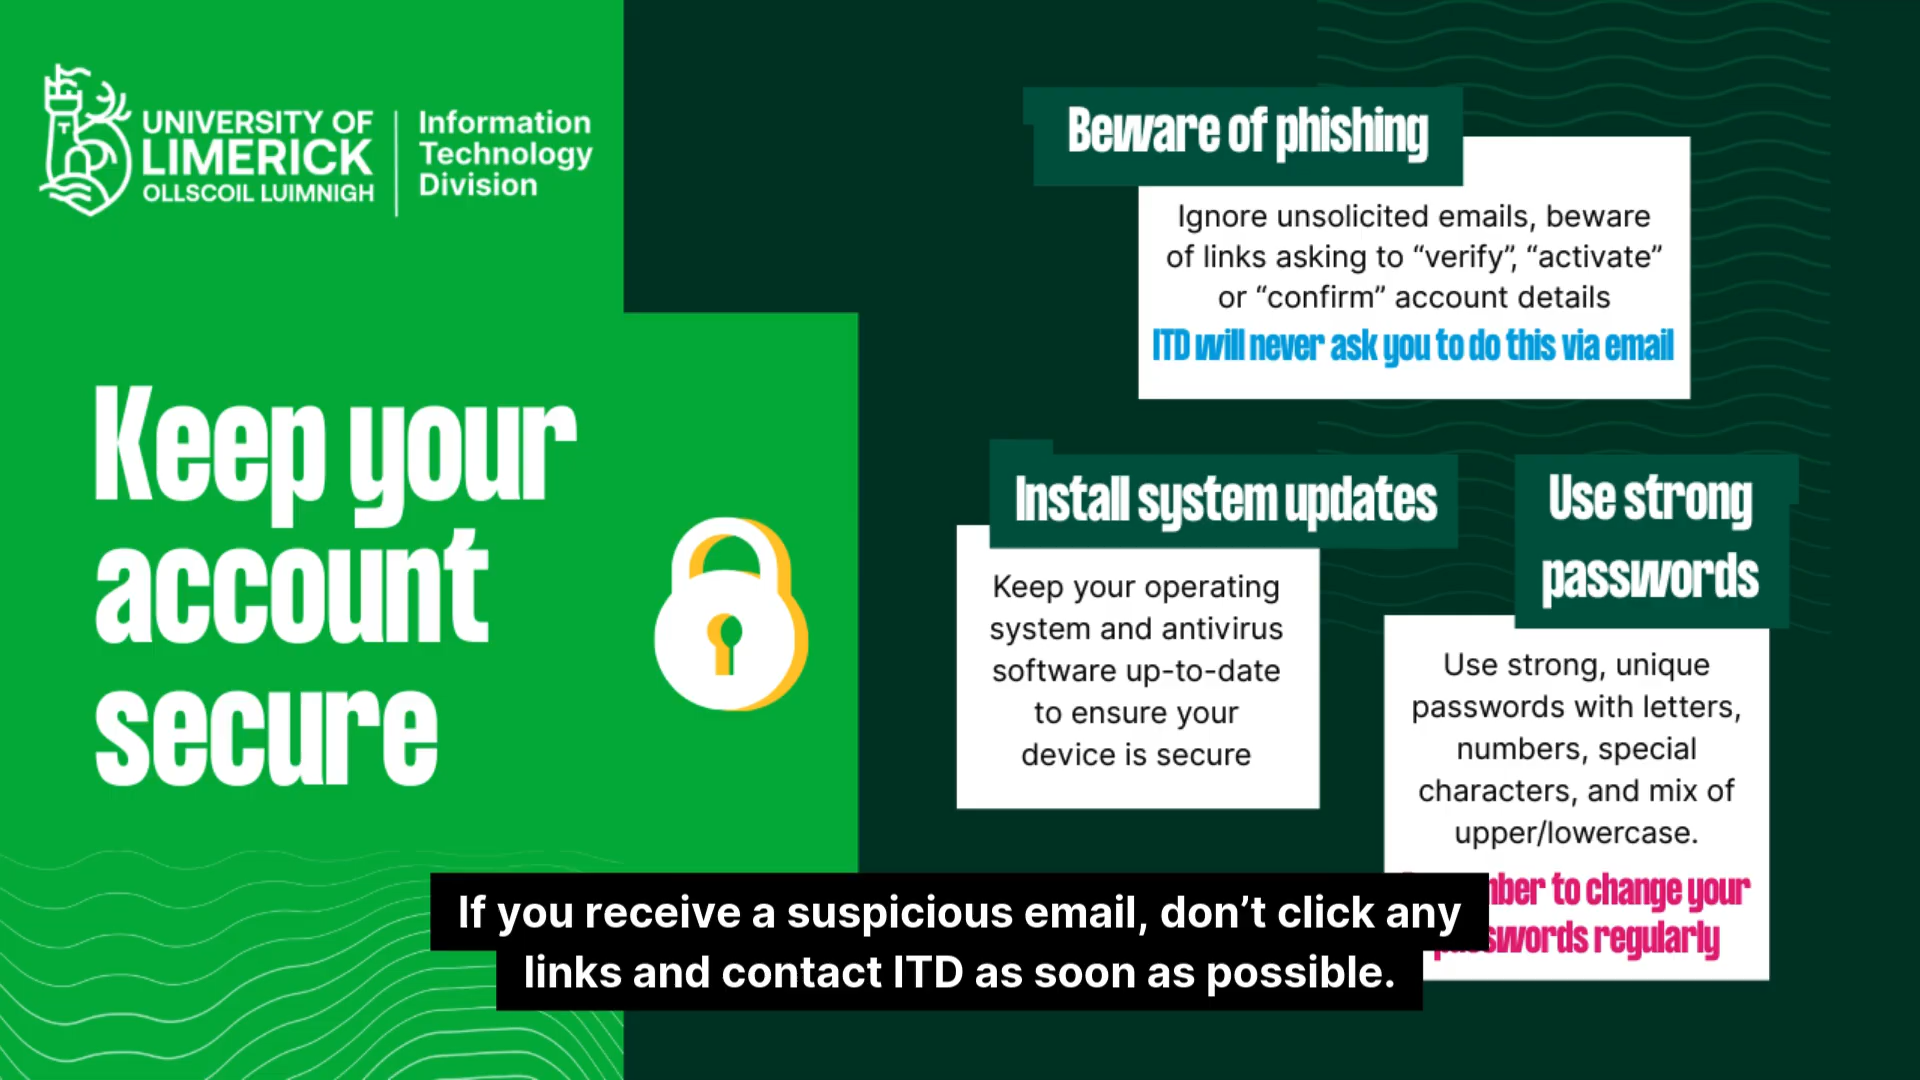 UNIVERSITY OF
LIMERICK
OLLSCOIL LUIMNIGH
Information
Technology
Division
Keep your
account
secure
Beware of phishing
Ignore unsolicited emails, beware
of links asking to “verify”, “activate”
or “confirm” account details
ITD will never ask you to do this via email
Install system updates
Keep your operating
system and antivirus
software up-to-date
to ensure your
device is secure
Use strong
passwords
Use strong, unique
passwords with letters,
numbers, special
characters, and mix of
upper/lowercase.
to change your
regularly
If you receive a suspicious email, don’t click any
links and contact ITD as soon as possible.